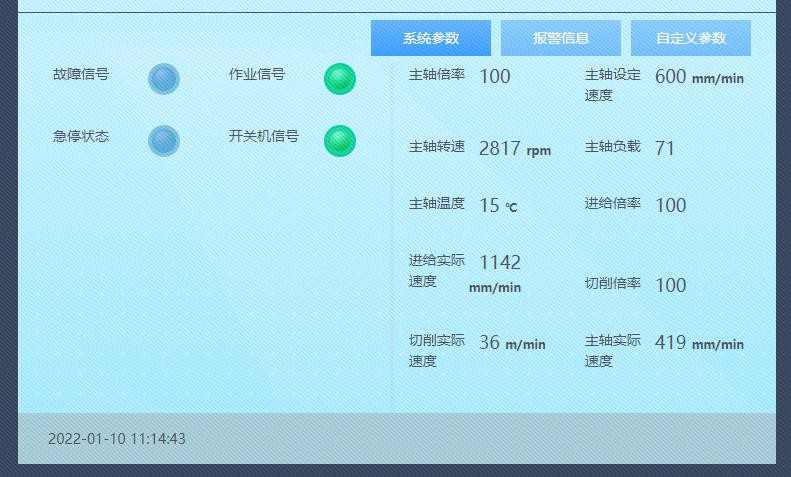 系统参数 报警信息 自定义参数
故障信号 作业信号
急停状态 开关机信号
主轴倍率 100 主轴设定 600 mm/min
速度
主轴转速 2817 rpm 主轴负载 71
主轴温度 15 ℃ 进给倍率 100
进给实际 1142
速度 mm/min 切削倍率 100
切削实际 36 m/min 主轴实际 419 mm/min
速度 速度
2022-01-10 11:14:43